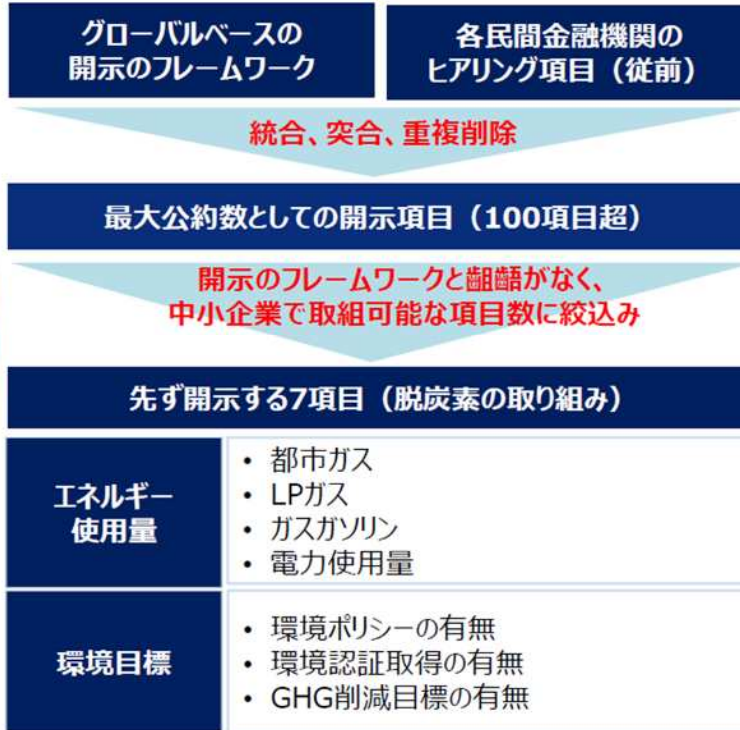 グローバルベースの
開示のフレームワーク
各民間金融機関の
ヒアリング項目（従前）
統合、突合、重複削除
最大公約数としての開示項目（100項目超）
開示のフレームワークと齟齬がなく、
中小企業で取組可能な項目数に絞込み
先ず開示する7項目（脱炭素の取り組み）
エネルギー
使用量
• 都市ガス
• LPガス
• ガスガソリン
• 電力使用量
環境目標
• 環境ポリシーの有無
• 環境認証取得の有無
• GHG削減目標の有無